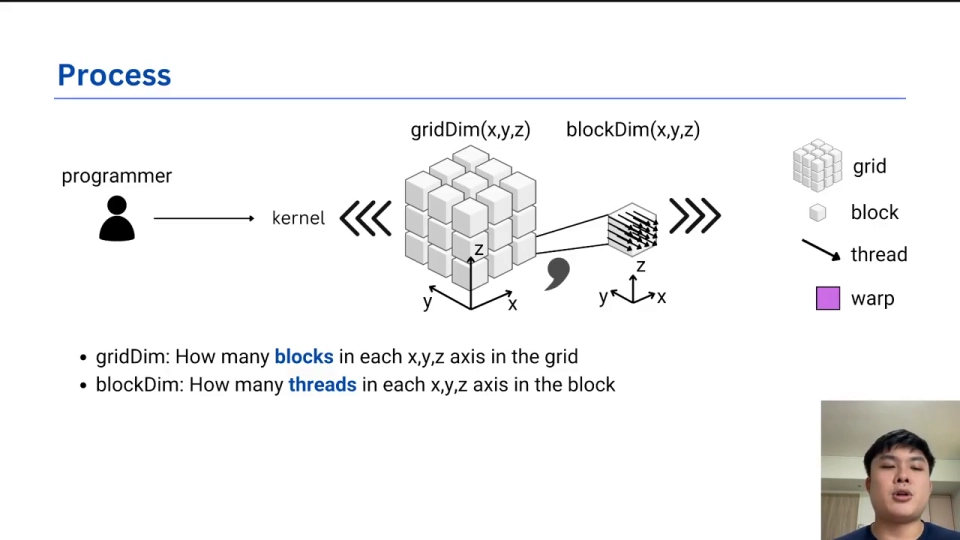 Process
gridDim(x,y,z)
blockDim(x,y,z)
programmer
kernel
<<<
,
>>>
z
y
x
z
y
x
grid
block
thread
warp
• gridDim: How many blocks in each x,y,z axis in the grid
• blockDim: How many threads in each x,y,z axis in the block